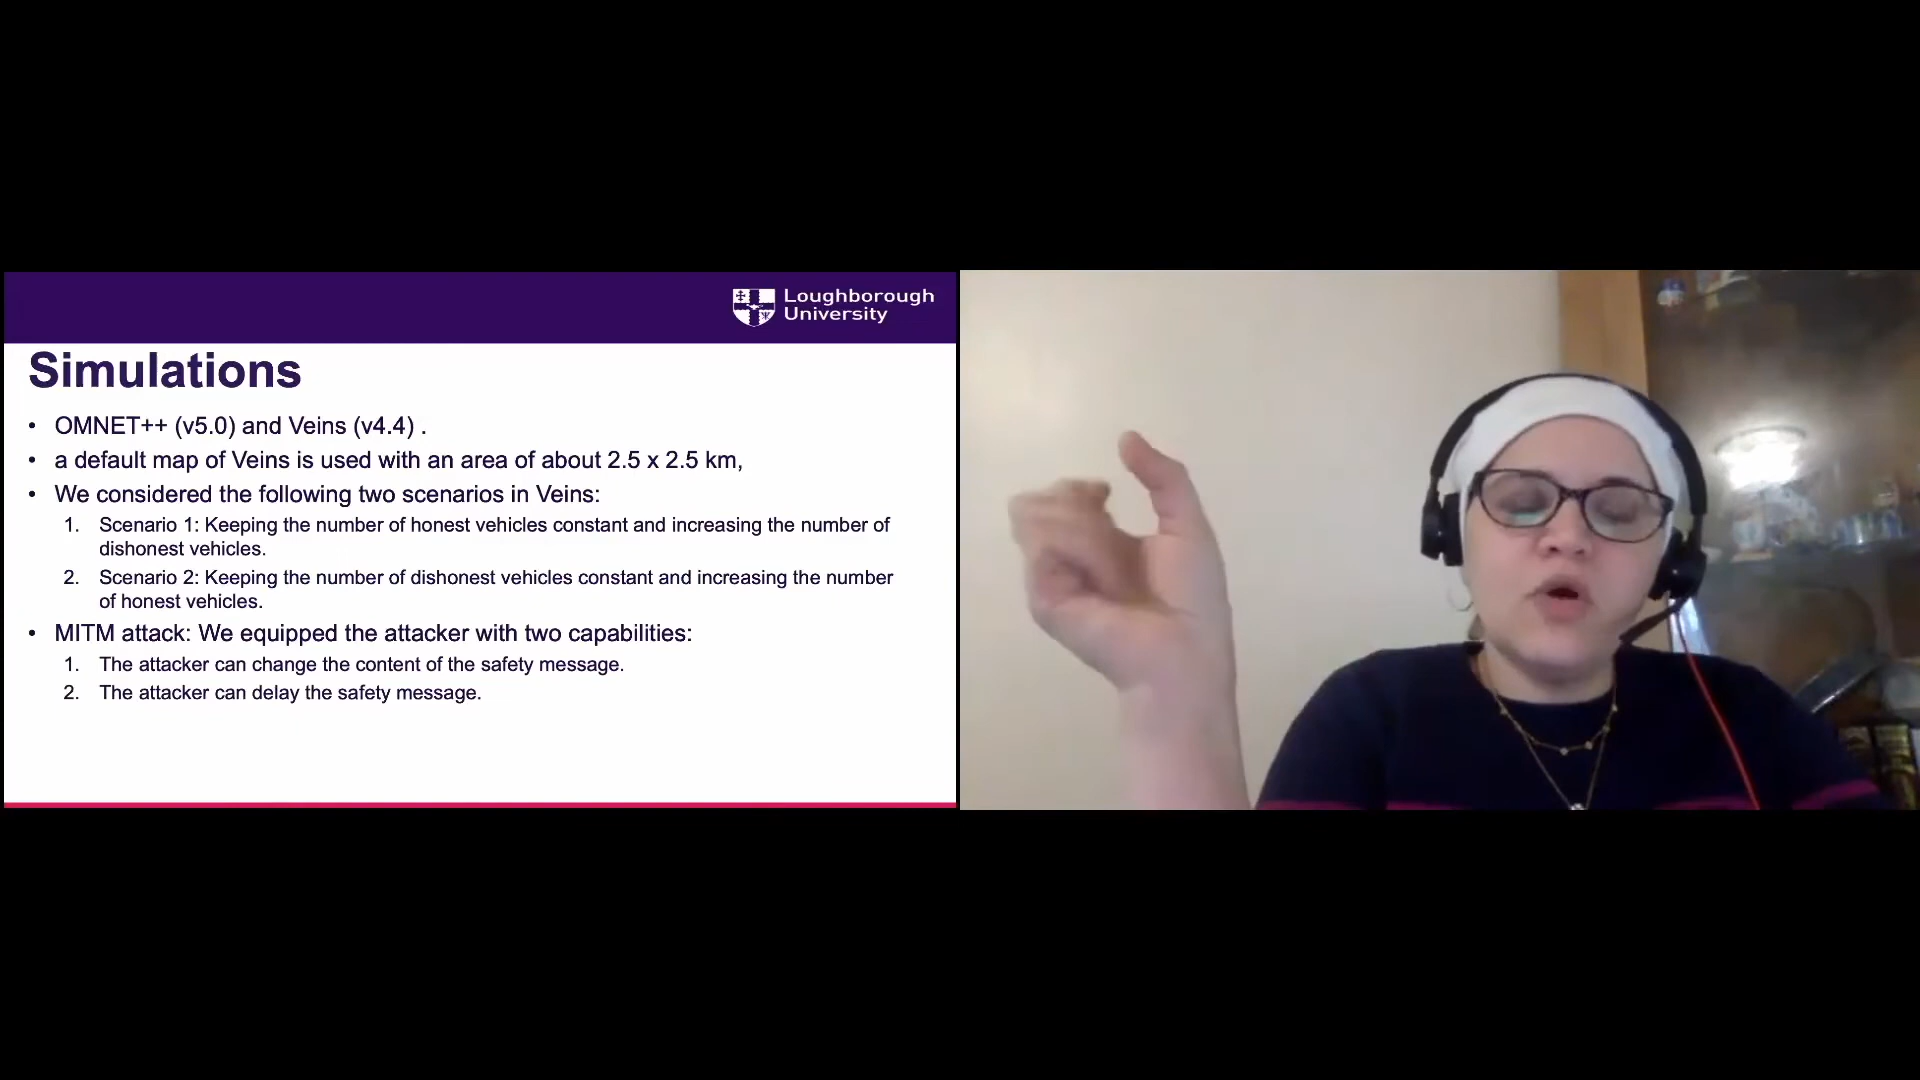 Loughborough
University
Simulations
• OMNET++ (v5.0) and Veins (v4.4) .
• a default map of Veins is used with an area of about 2.5 x 2.5 km,
• We considered the following two scenarios in Veins:
1. Scenario 1: Keeping the number of honest vehicles constant and increasing the number of
dishonest vehicles.
2. Scenario 2: Keeping the number of dishonest vehicles constant and increasing the number
of honest vehicles.
• MITM attack: We equipped the attacker with two capabilities:
1. The attacker can change the content of the safety message.
2. The attacker can delay the safety message.